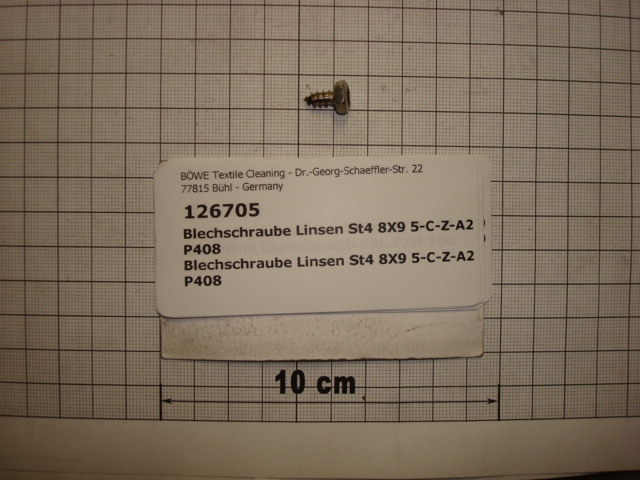 BÖWE Textile Cleaning - Dr.-Georg-Schaeffler-Str. 22
77815 Bühl - Germany
126705
Blechschraube Linsen St4 8X9 5-C-Z-A2
P408
Blechschraube Linsen St4 8X9 5-C-Z-A2
P408
10 cm